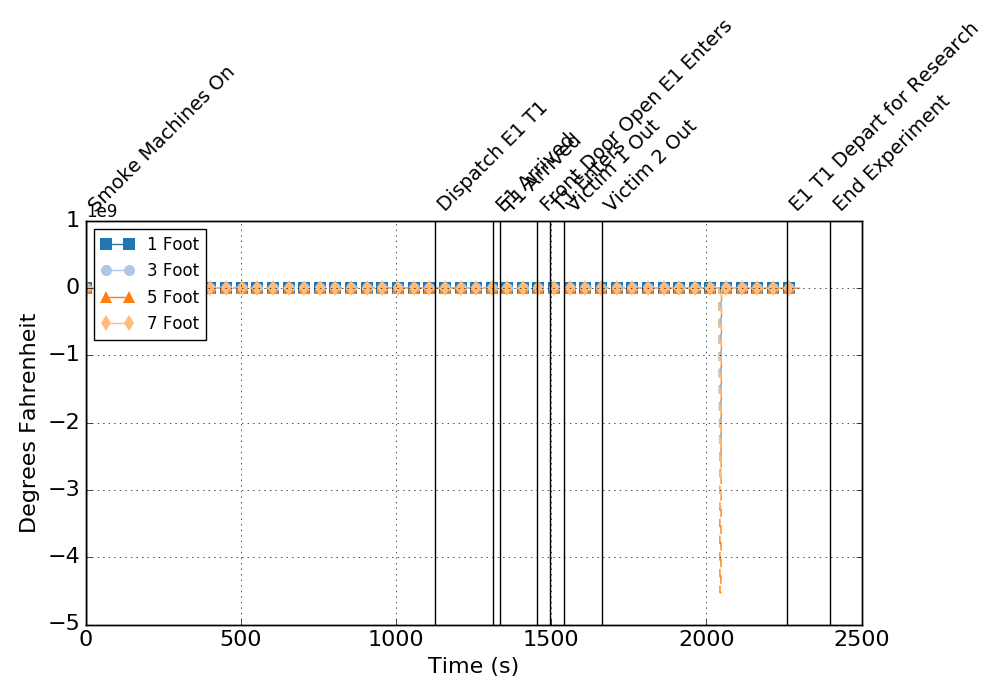 Smoke Machines On
Dispatch E1 T1
E1 Arrived
T1 Arrived
Front Door Open E1 Enters
T1 Enters
Victim 1 Out
Victim 2 Out
E1 T1 Depart for Research
End Experiment
1e9
1
0
−1
−2
−3
−4
−5
Degrees Fahrenheit
1 Foot
3 Foot
5 Foot
7 Foot
0 500 1000 1500 2000 2500
Time (s)